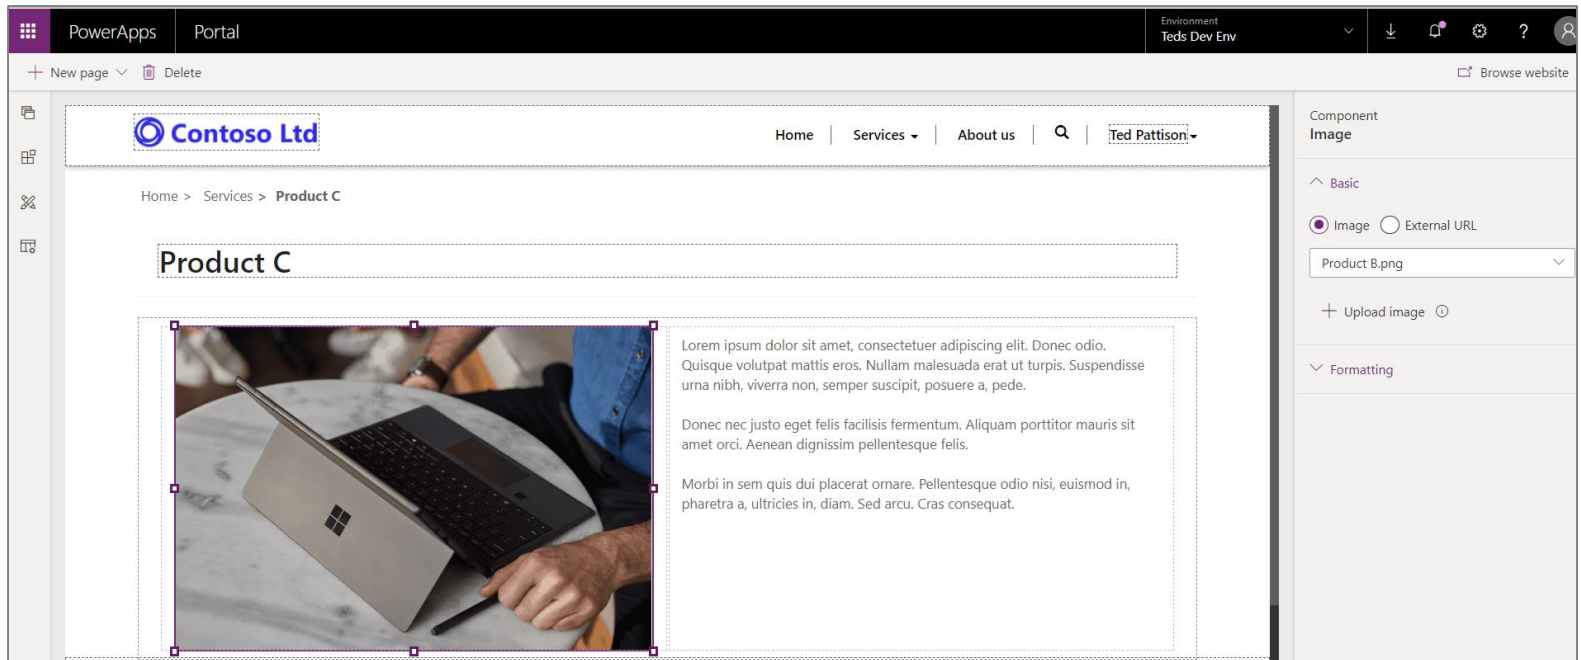 PowerApps
Portal
Environment
Teds Dev Env
?
New page
Delete
Browse website
Contoso Ltd
Home
Services
About us
Ted Pattison
Home > Services > Product C
Product C
Lorem ipsum dolor sit amet, consectetuer adipiscing elit. Donec odio.
Quisque volutpat mattis eros. Nullam malesuada erat ut turpis. Suspendisse
urna nibh, viverra non, semper suscipit, posuere a, pede.
Donec nec justo eget felis facilisis fermentum. Aliquam porttitor mauris sit
amet orci. Aenean dignissim pellentesque felis.
Morbi in sem quis dui placerat ornare. Pellentesque odio nisi, euismod in,
pharetra a, ultricies in, diam. Sed arcu. Cras consequat.
Component
Image
Basic
Image
External URL
Product B.png
Upload image
Formatting